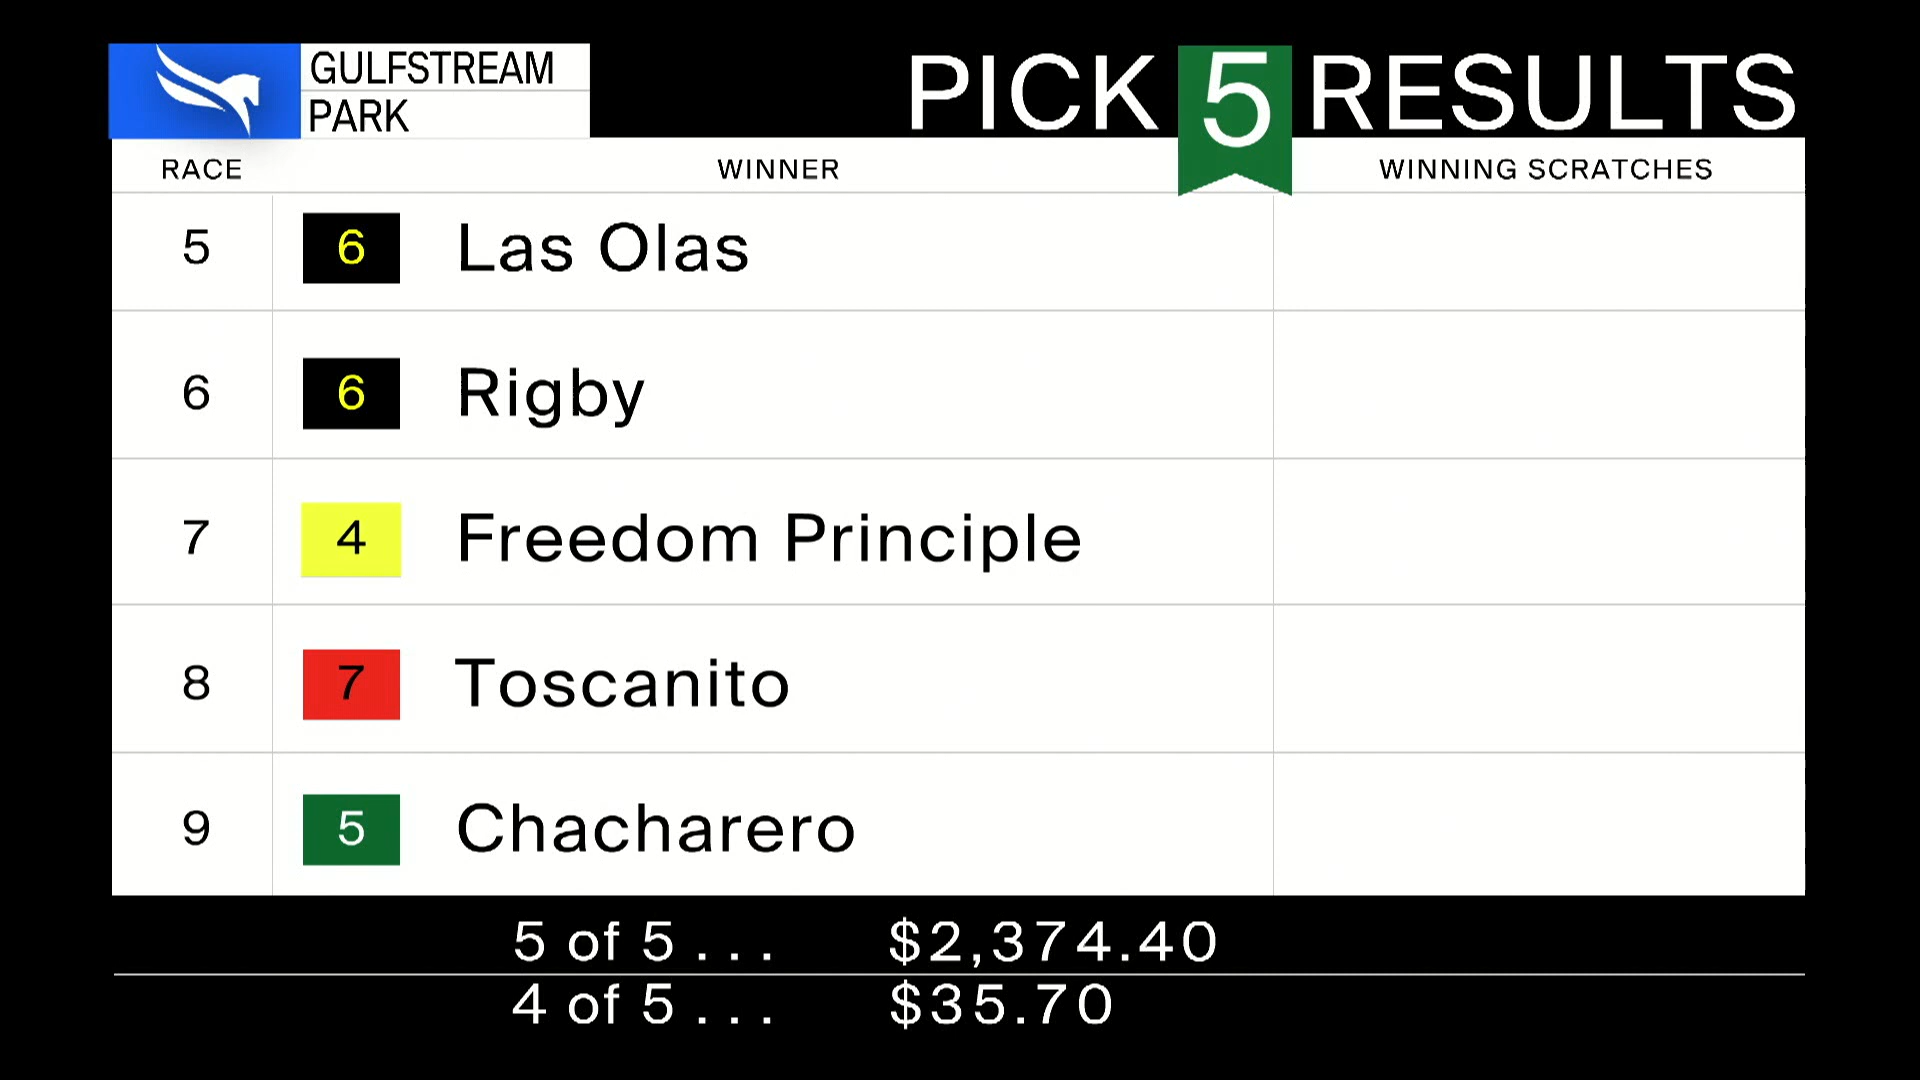 GULFSTREAM
PARK
PICK 5 RESULTS
RACE WINNER WINNING SCRATCHES
5 6 Las Olas
6 6 Rigby
7 4 Freedom Principle
8 7 Toscanito
9 5 Chacharero
5 of 5 . . . $2,374.40
4 of 5 . . . $35.70